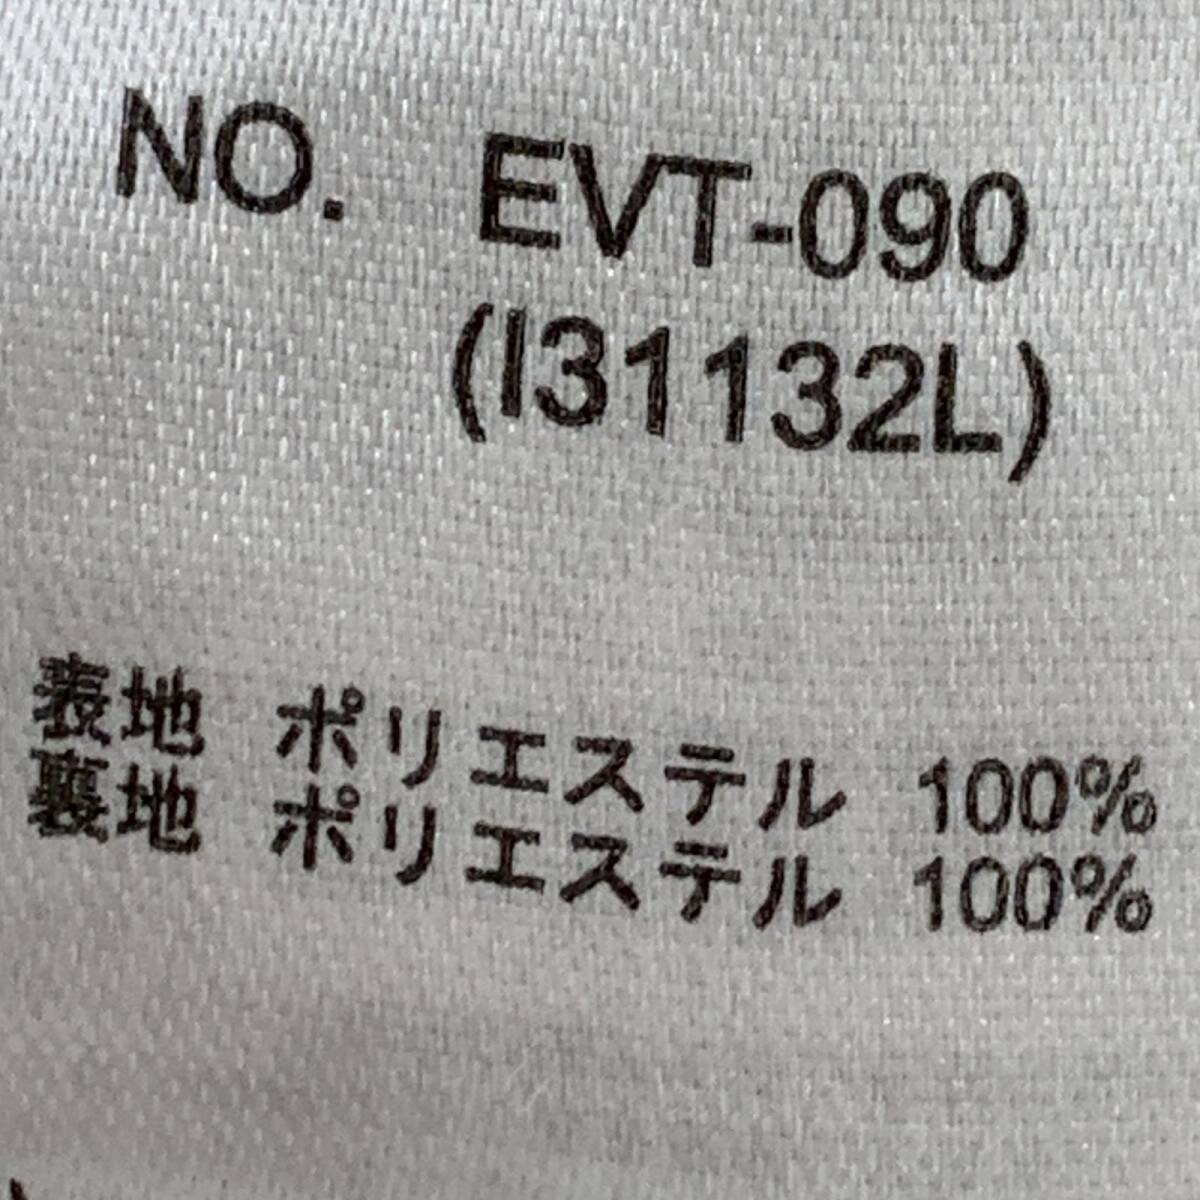 NO. EVT-090
(I31132L)
表地 ポリエステル 100%
裏地 ポリエステル 100%